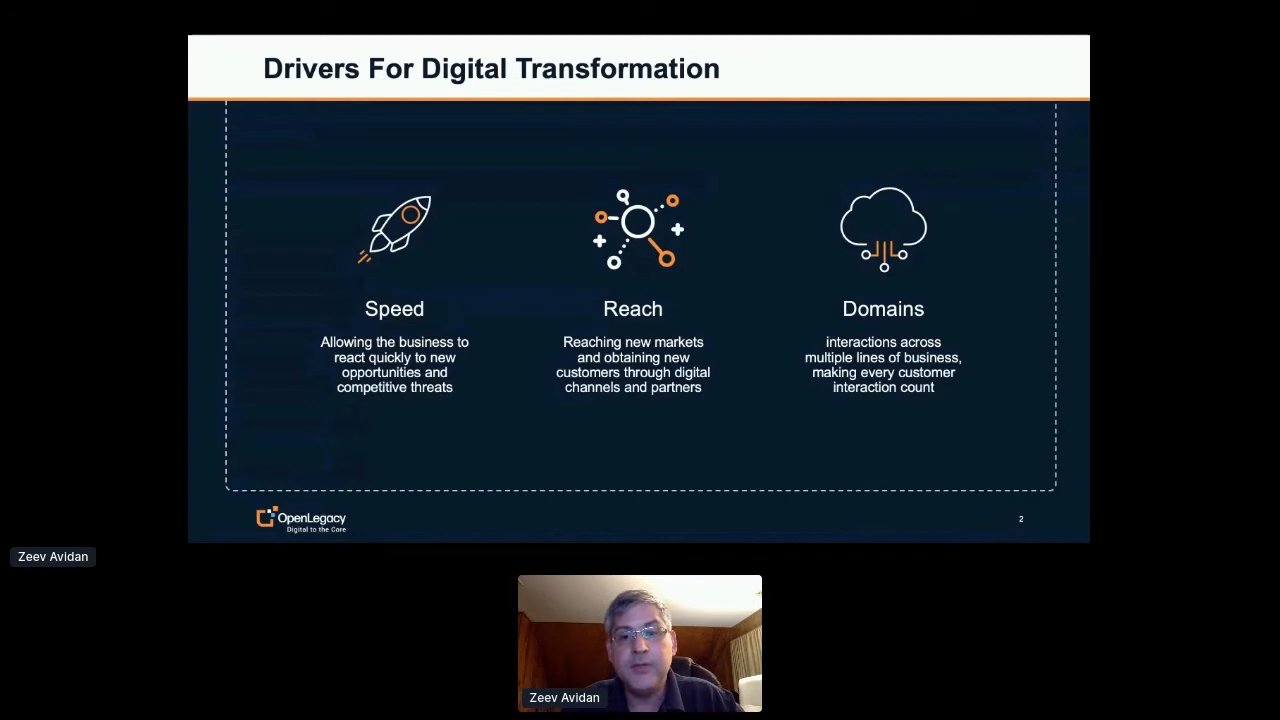 Drivers For Digital Transformation
Speed
Allowing the business to
react quickly to new
opportunities and
competitive threats
Reach
Reaching new markets
and obtaining new
customers through digital
channels and partners
Domains
interactions across
multiple lines of business,
making every customer
interaction count
OpenLegacy
Digital to the Core
2
Zeev Avidan
Zeev Avidan